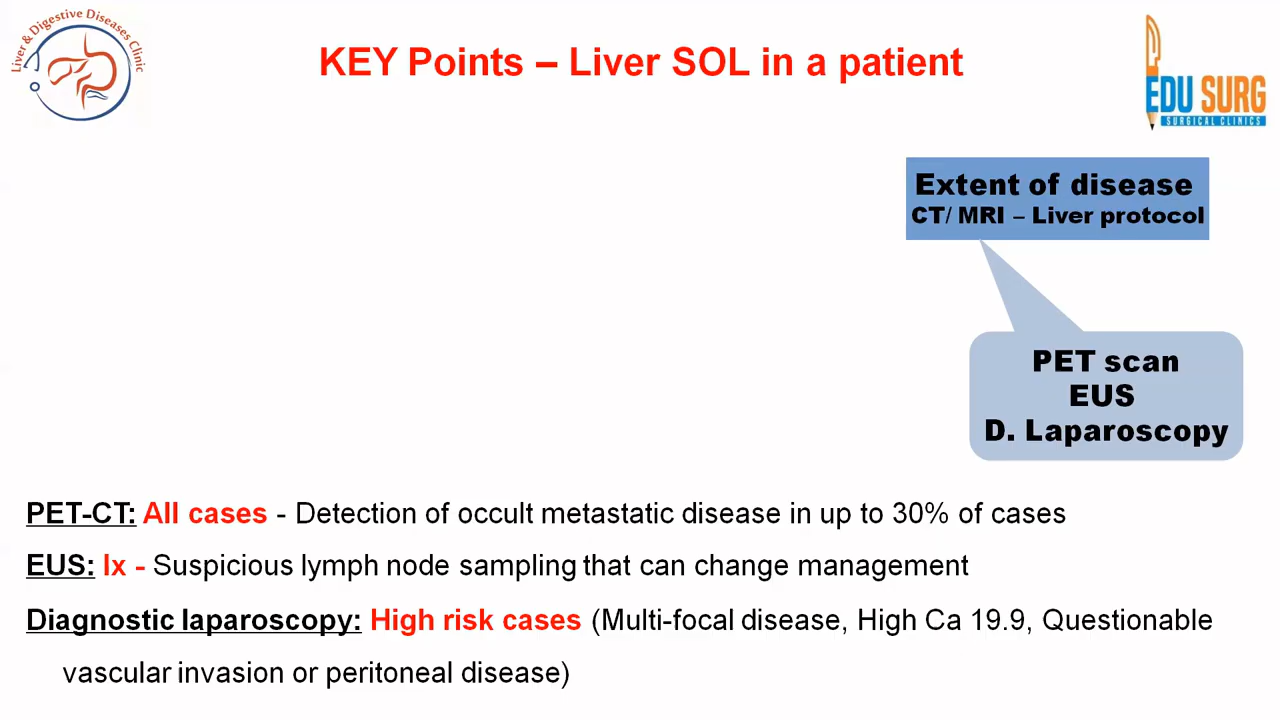 Liver & Digestive Diseases Clinic
KEY Points – Liver SOL in a patient
EDU SURG
SURGICAL CLINICS
Extent of disease
CT/ MRI – Liver protocol
PET scan
EUS
D. Laparoscopy
PET-CT: All cases - Detection of occult metastatic disease in up to 30% of cases
EUS: Ix - Suspicious lymph node sampling that can change management
Diagnostic laparoscopy: High risk cases (Multi-focal disease, High Ca 19.9, Questionable
vascular invasion or peritoneal disease)